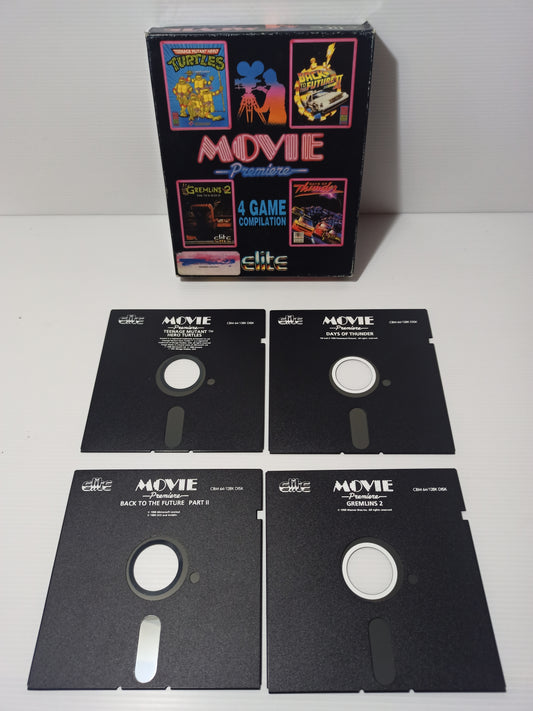 TEENAGE MUTANT HERO
TURTLES
BACK
TO THE
FUTURE II
MOVIE
Premiere
GREMLINS 2
THE NEW BATCH
elite
DAYS OF
Thunder
4 GAME
COMPILATION
elite
elite
MOVIE
Premiere
TEENAGE MUTANT ™
HERO TURTLES
CBM 64/128K DISK
elite
MOVIE
Premiere
DAYS OF THUNDER
CBM 64/128K DISK
elite
MOVIE
Premiere
BACK TO THE FUTURE PART II
CBM 64/128K DISK
elite
MOVIE
Premiere
GREMLINS 2
CBM 64/128K DISK